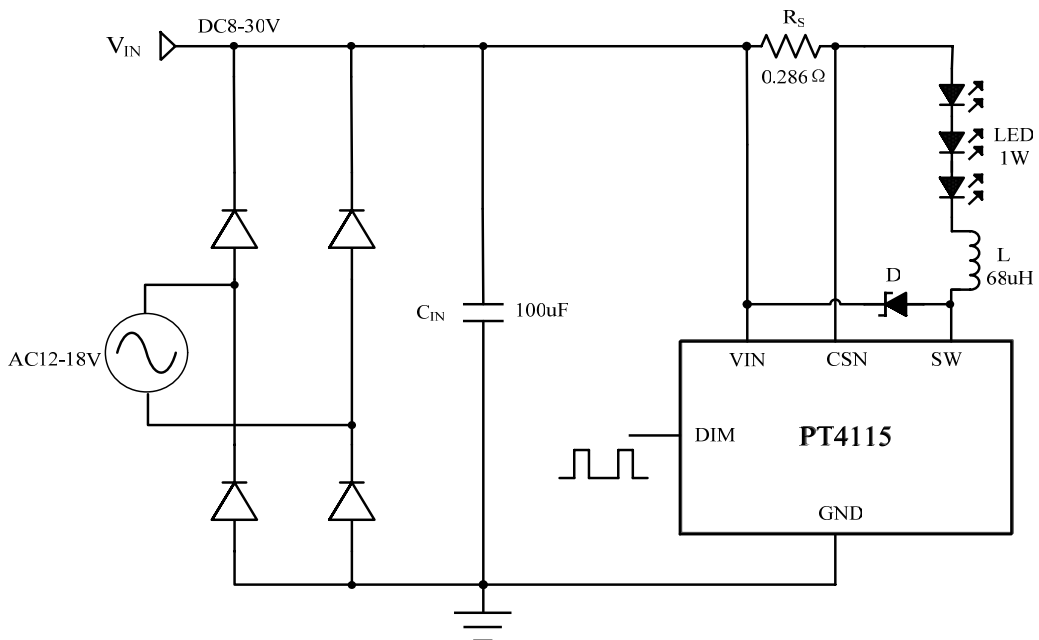 DC8-30V
V_IN
R_S
0.286 Ω
LED
1W
L
68uH
D
C_IN
100uF
AC12-18V
VIN
CSN
SW
DIM
PT4115
GND